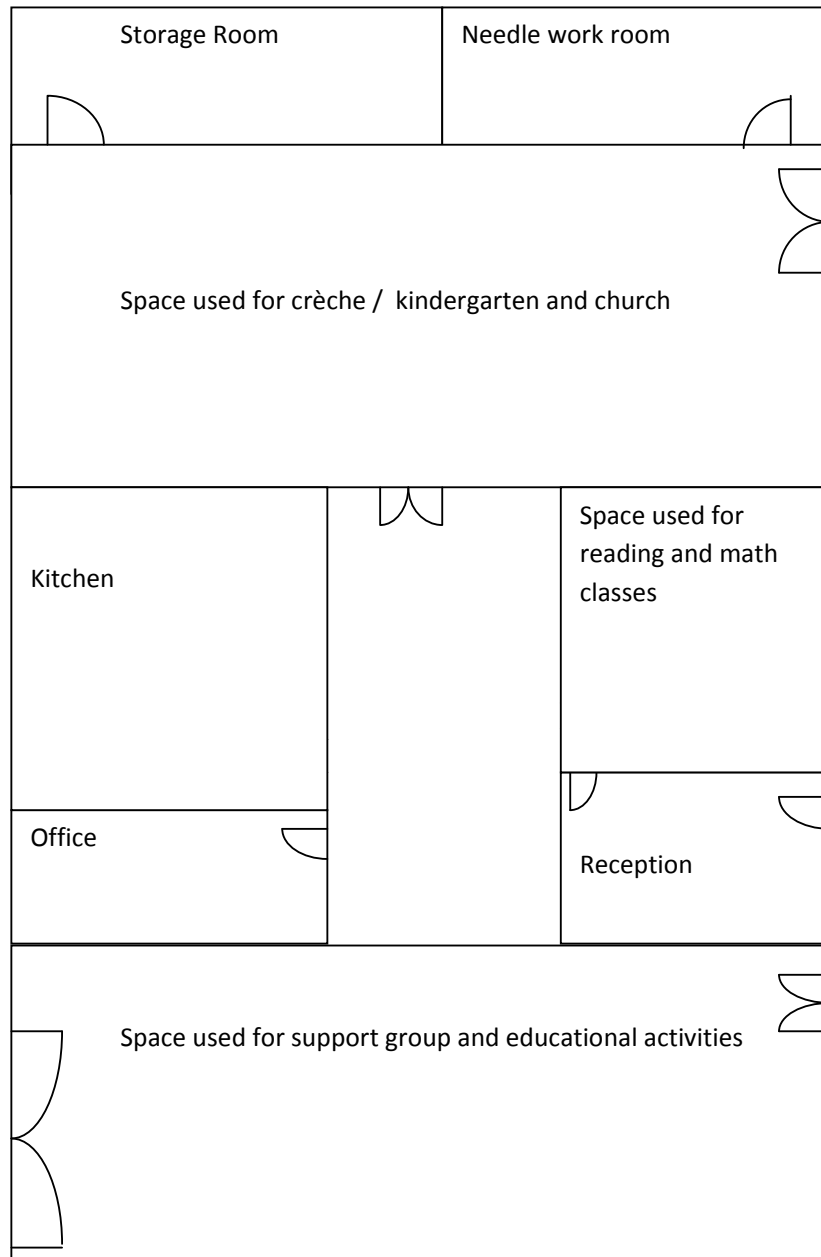 Storage Room
Needle work room
Space used for crèche / kindergarten and church
Kitchen
Space used for
reading and math
classes
Office
Reception
Space used for support group and educational activities